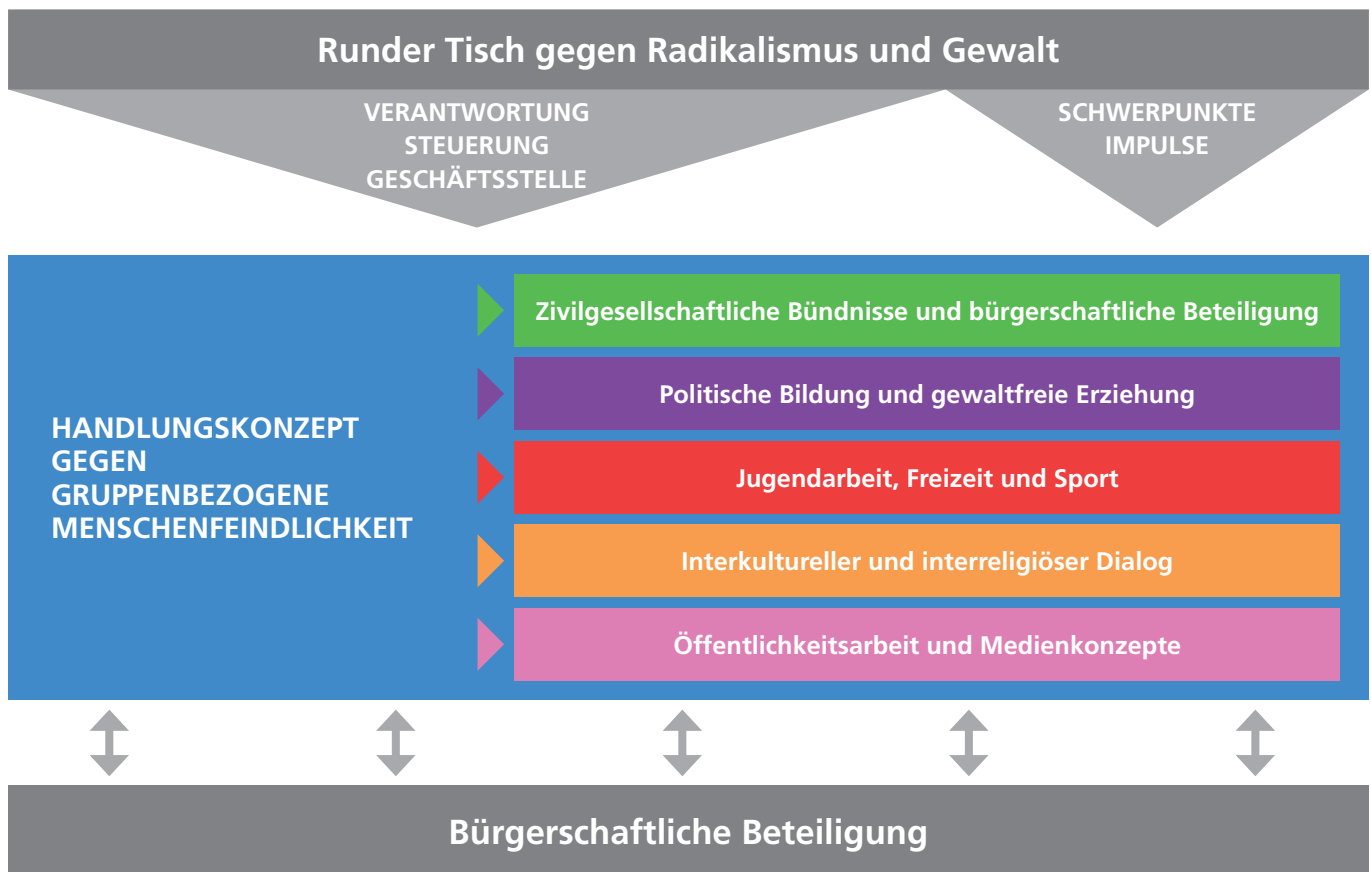 Runder Tisch gegen Radikalismus und Gewalt
VERANTWORTUNG
STEUERUNG
GESCHÄFTSSTELLE
SCHWERPUNKTE
IMPULSE
HANDLUNGSKONZEPT
GEGEN
GRUPPENBEZOGENE
MENSCHENFEINDLICHKEIT
Zivilgesellschaftliche Bündnisse und bürgerschaftliche Beteiligung
Politische Bildung und gewaltfreie Erziehung
Jugendarbeit, Freizeit und Sport
Interkultureller und interreligiöser Dialog
Öffentlichkeitsarbeit und Medienkonzepte
Bürgerschaftliche Beteiligung